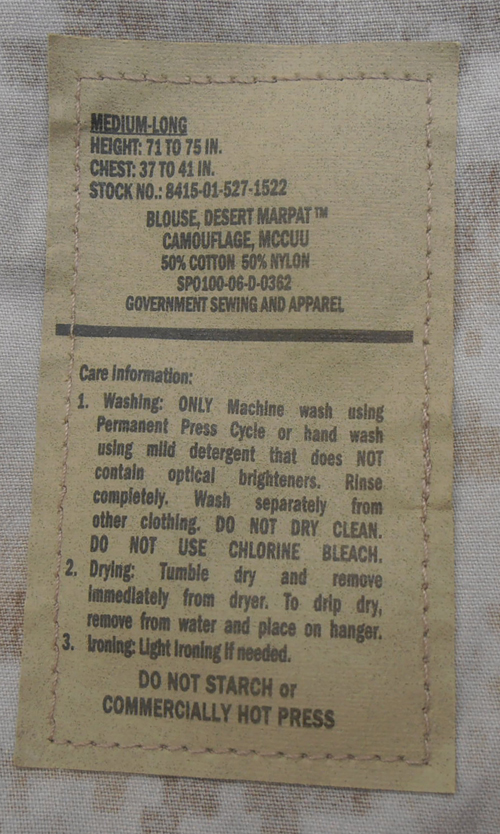 MEDIUM-LONG
HEIGHT: 71 TO 75 IN.
CHEST: 37 TO 41 IN.
STOCK NO.: 8415-01-527-1522
BLOUSE, DESERT MARPAT™
CAMOUFLAGE, MCCUU
50% COTTON 50% NYLON
SPO100-06-D-0362
GOVERNMENT SEWING AND APPAREL
Care Information:
1. Washing: ONLY Machine wash using
Permanent Press Cycle or hand wash
using mild detergent that does NOT
contain optical brighteners. Rinse
completely. Wash separately from
other clothing. DO NOT DRY CLEAN.
DO NOT USE CHLORINE BLEACH.
2. Drying: Tumble dry and remove
immediately from dryer. To drip dry,
remove from water and place on hanger.
3. Ironing: Light Ironing if needed.
DO NOT STARCH or
COMMERCIALLY HOT PRESS